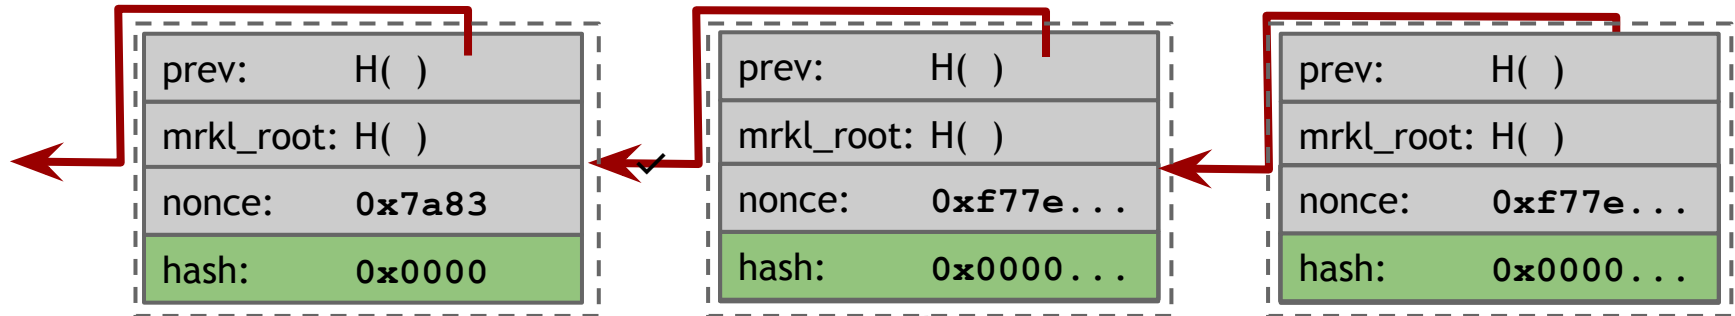 prev: H( )
mrkl_root: H( )
nonce: 0x7a83
hash: 0x0000
prev: H( )
mrkl_root: H( )
nonce: 0xf77e...
hash: 0x0000...
prev: H( )
mrkl_root: H( )
nonce: 0xf77e...
hash: 0x0000...